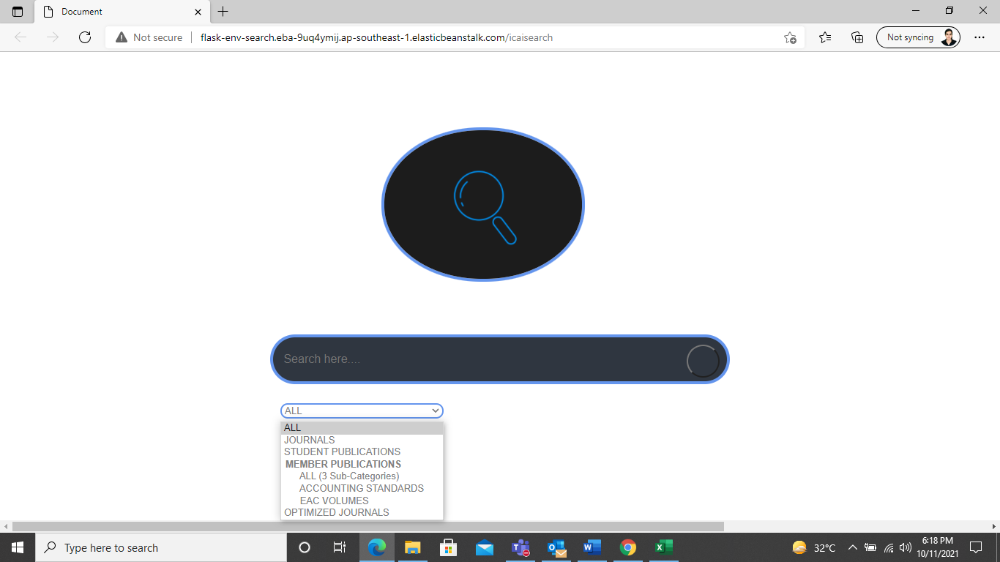 Document
Not secure
flask-env-search.eba-9uq4ymij.ap-southeast-1.elasticbeanstalk.com/icaisearch
Not syncing
Search here....
ALL
ALL
JOURNALS
STUDENT PUBLICATIONS
MEMBER PUBLICATIONS
ALL (3 Sub-Categories)
ACCOUNTING STANDARDS
EAC VOLUMES
OPTIMIZED JOURNALS
Type here to search
32°C
6:18 PM
10/11/2021